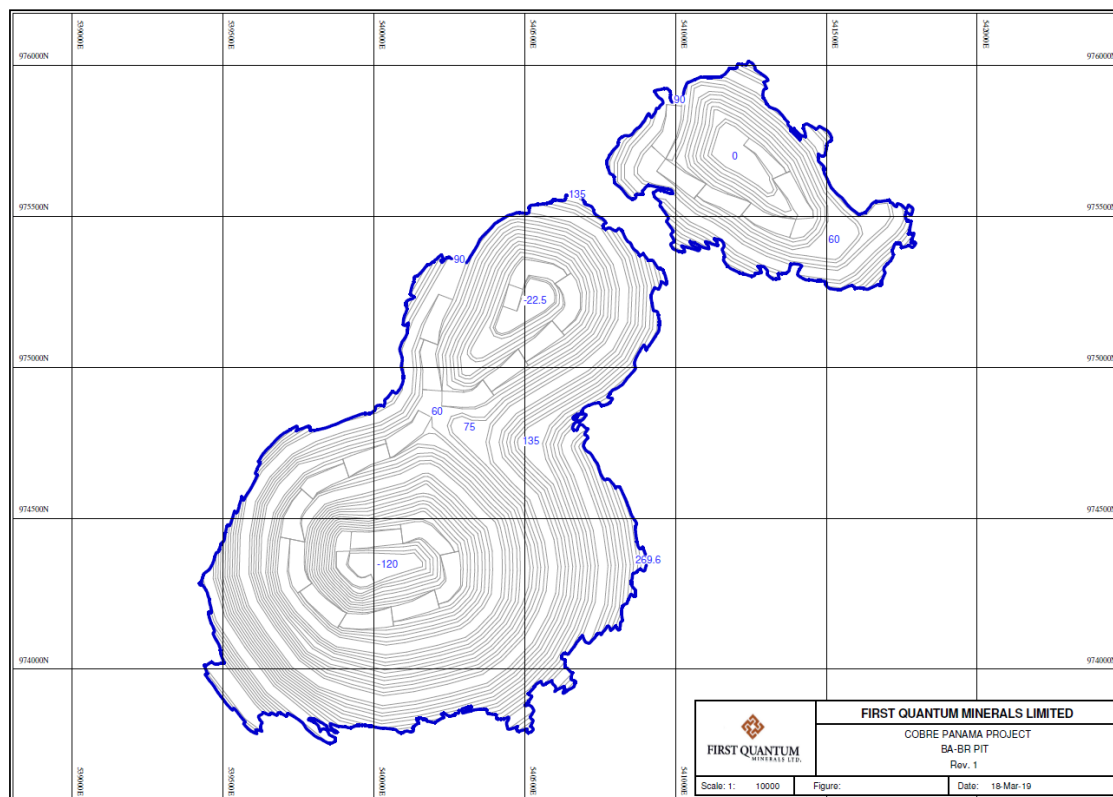 539000E 539500E 540000E 540500E 541000E 541500E 542000E
976000N 976000N
90
0
135
975500N 975500N
60
90
-22.5
975000N 975000N
60
75
135
974500N 974500N
269.6
-120
974000N 974000N
539000E 539500E 540000E 540500E 541000E
FIRST QUANTUM
MINERALS LTD.
FIRST QUANTUM MINERALS LIMITED
COBRE PANAMA PROJECT
BA-BR PIT
Rev. 1
Scale: 1: 10000 Figure: Date: 18-Mar-19